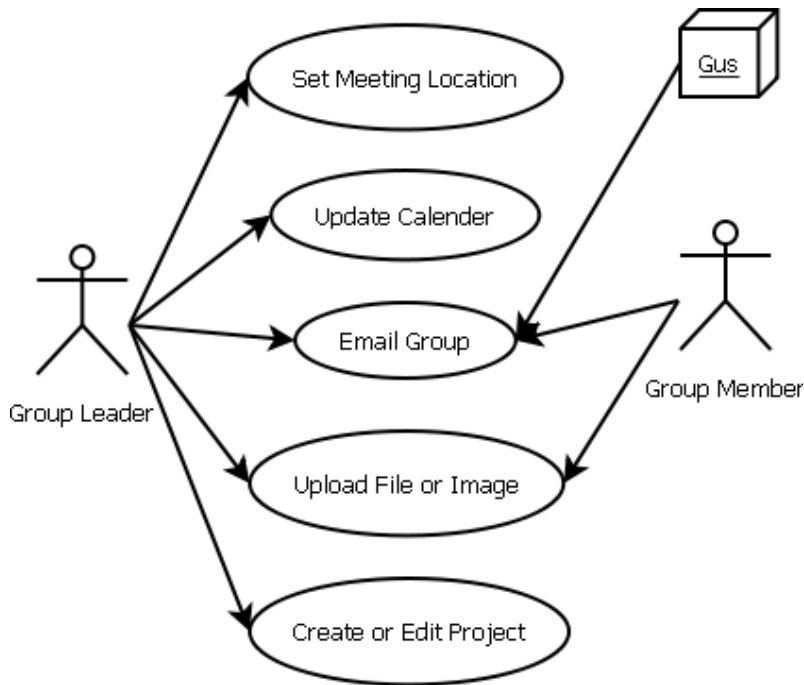 Set Meeting Location
Gus
Update Calender
Email Group
Group Leader
Group Member
Upload File or Image
Create or Edit Project